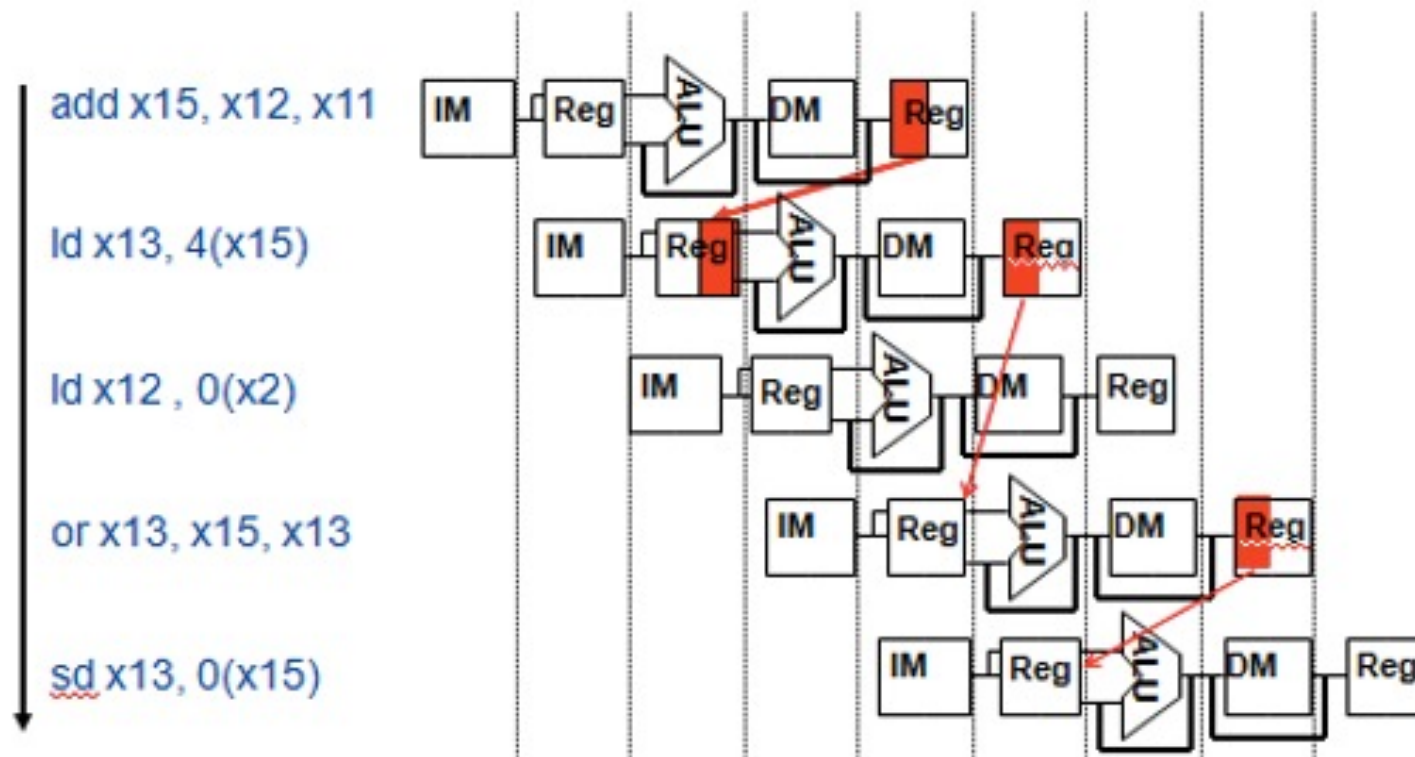 add x15, x12, x11 IM Reg ALU DM Reg
ld x13, 4(x15) IM Reg ALU DM Reg
ld x12 , 0(x2) IM Reg ALU DM Reg
or x13, x15, x13 IM Reg ALU DM Reg
sd x13, 0(x15) IM Reg ALU DM Reg